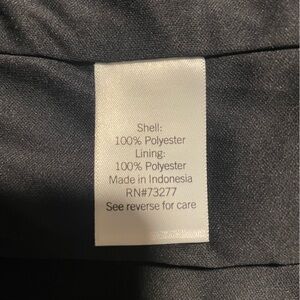 Shell:
100% Polyester
Lining:
100% Polyester
Made in Indonesia
RN#73277
See reverse for care